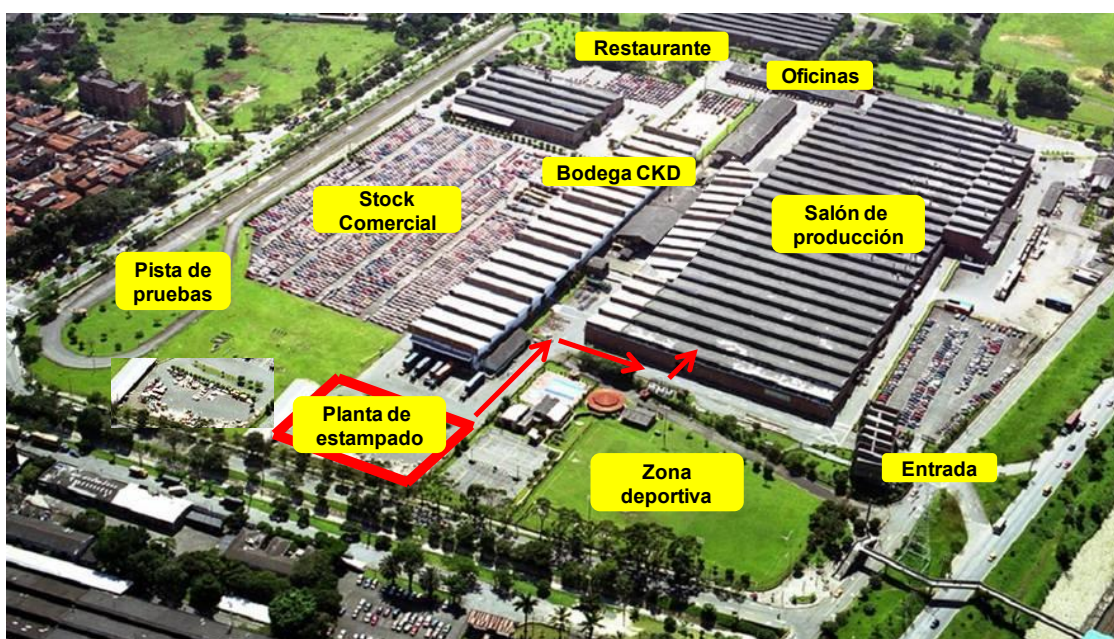 Restaurante
Oficinas
Bodega CKD
Stock
Comercial
Salón de
producción
Pista de
pruebas
Planta de
estampado
Zona
deportiva
Entrada